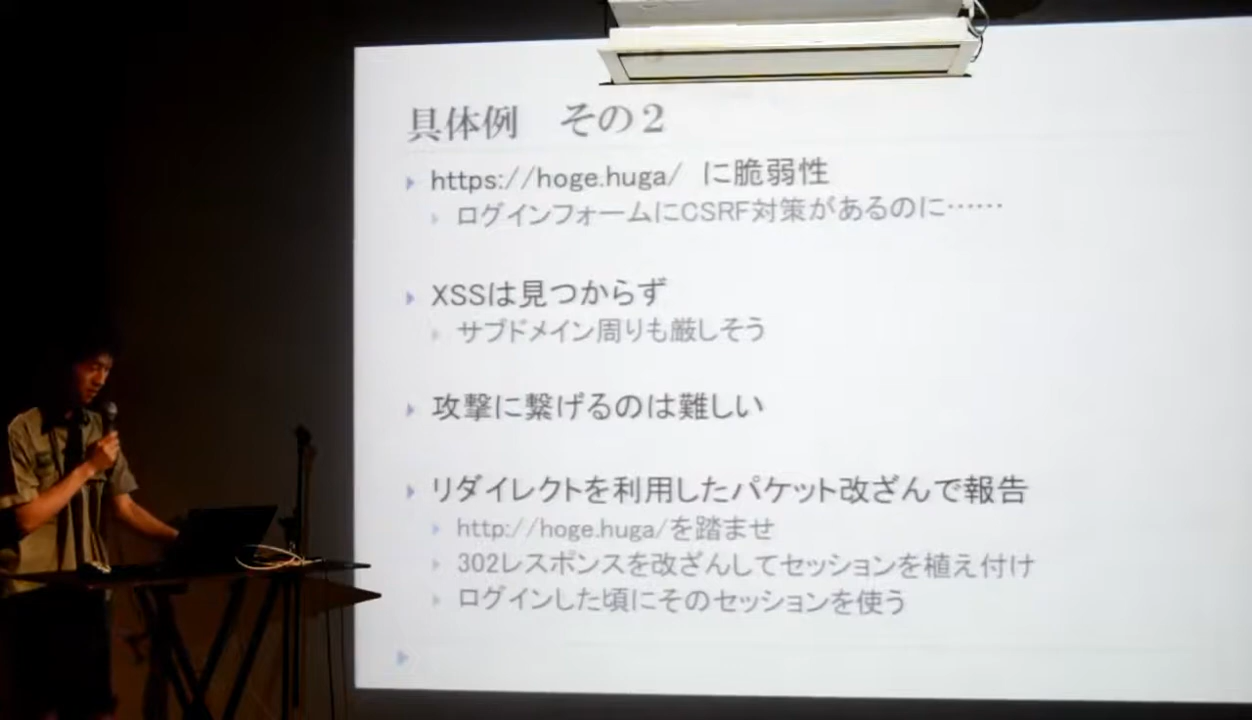 具体例　その２
https://hoge.huga/　に脆弱性
ログインフォームにCSRF対策があるのに……
XSSは見つからず
サブドメイン周りも厳しそう
攻撃に繋げるのは難しい
リダイレクトを利用したパケット改ざんで報告
http://hoge.huga/を踏ませ
302レスポンスを改ざんしてセッションを植え付け
ログインした頃にそのセッションを使う